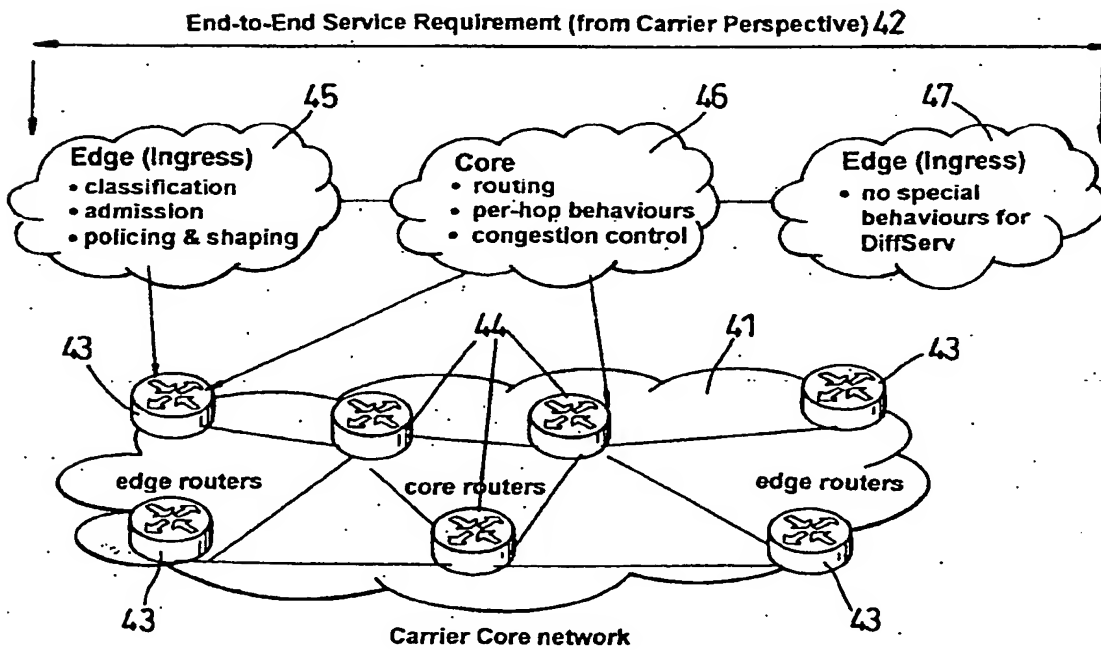 End-to-End Service Requirement (from Carrier Perspective) 42
45
46
47
Edge (Ingress)
• classification
• admission
• policing & shaping
Core
• routing
• per-hop behaviours
• congestion control
Edge (Ingress)
• no special
behaviours for
DiffServ
43
44
41
43
edge routers
core routers
edge routers
43
43
Carrier Core network